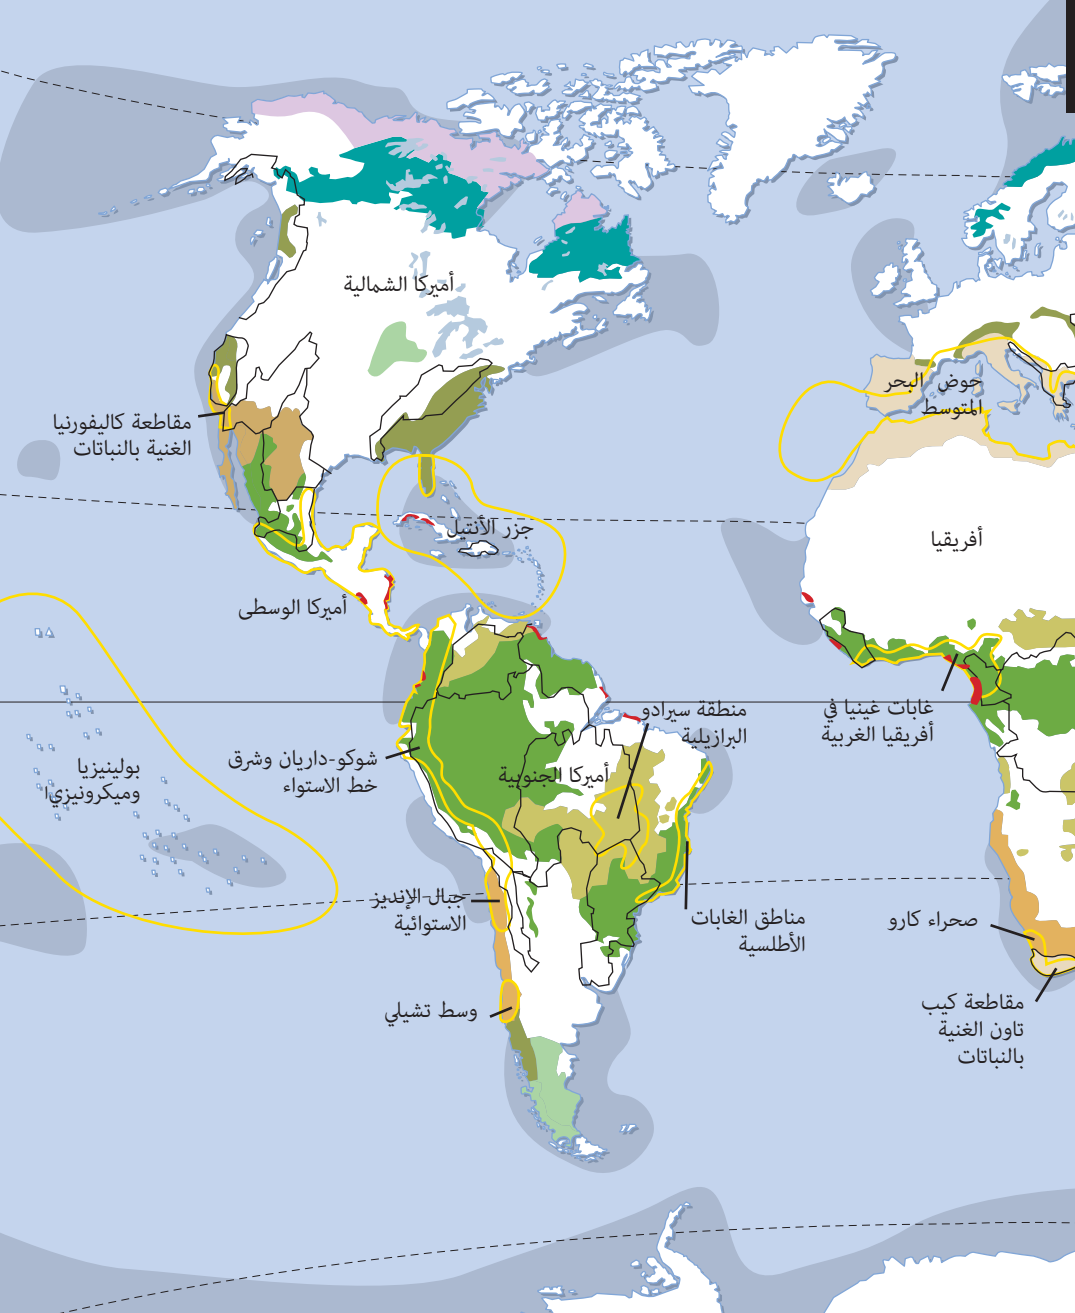 أميركا الشمالية
حوض البحر
المتوسط
مقاطعة كاليفورنيا
الغنية بالنباتات
جزر الأنتيل
أفريقيا
أميركا الوسطى
منطقة سيرادو
البرازيلية
غابات غينيا في
أفريقيا الغربية
شوكو-داريان وشرق
خط الاستواء
أميركا الجنوبية
بولينيزيا
وميكرونيزيا
جبال الإنديز
الاستوائية
مناطق الغابات
الأطلسية
صحراء كارو
وسط تشيلي
مقاطعة كيب
تاون الغنية
بالنباتات